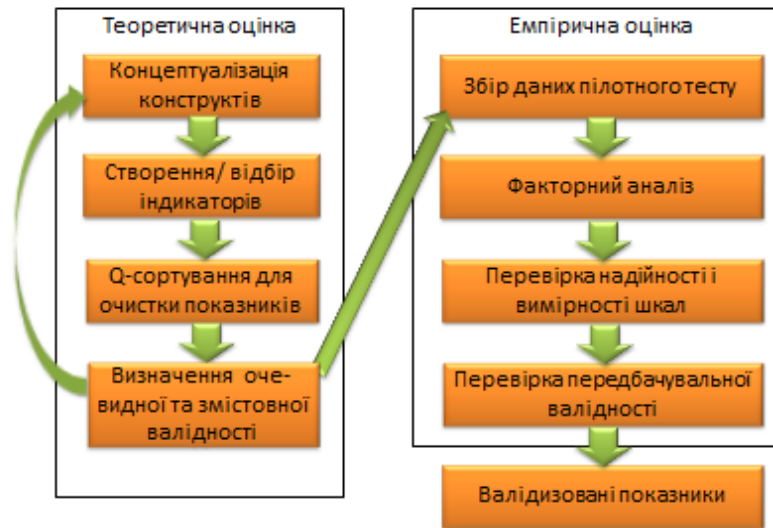 Теоретична оцінка
Концептуалізація
конструктів
Створення/ відбір
індикаторів
Q-сортування для
очистки показників
Визначення оче-
видної та змістовної
валідності
Емпірична оцінка
Збір даних пілотного тесту
Факторний аналіз
Перевірка надійності і
вимірності шкал
Перевірка передбачувальної
валідності
Валідизовані показники